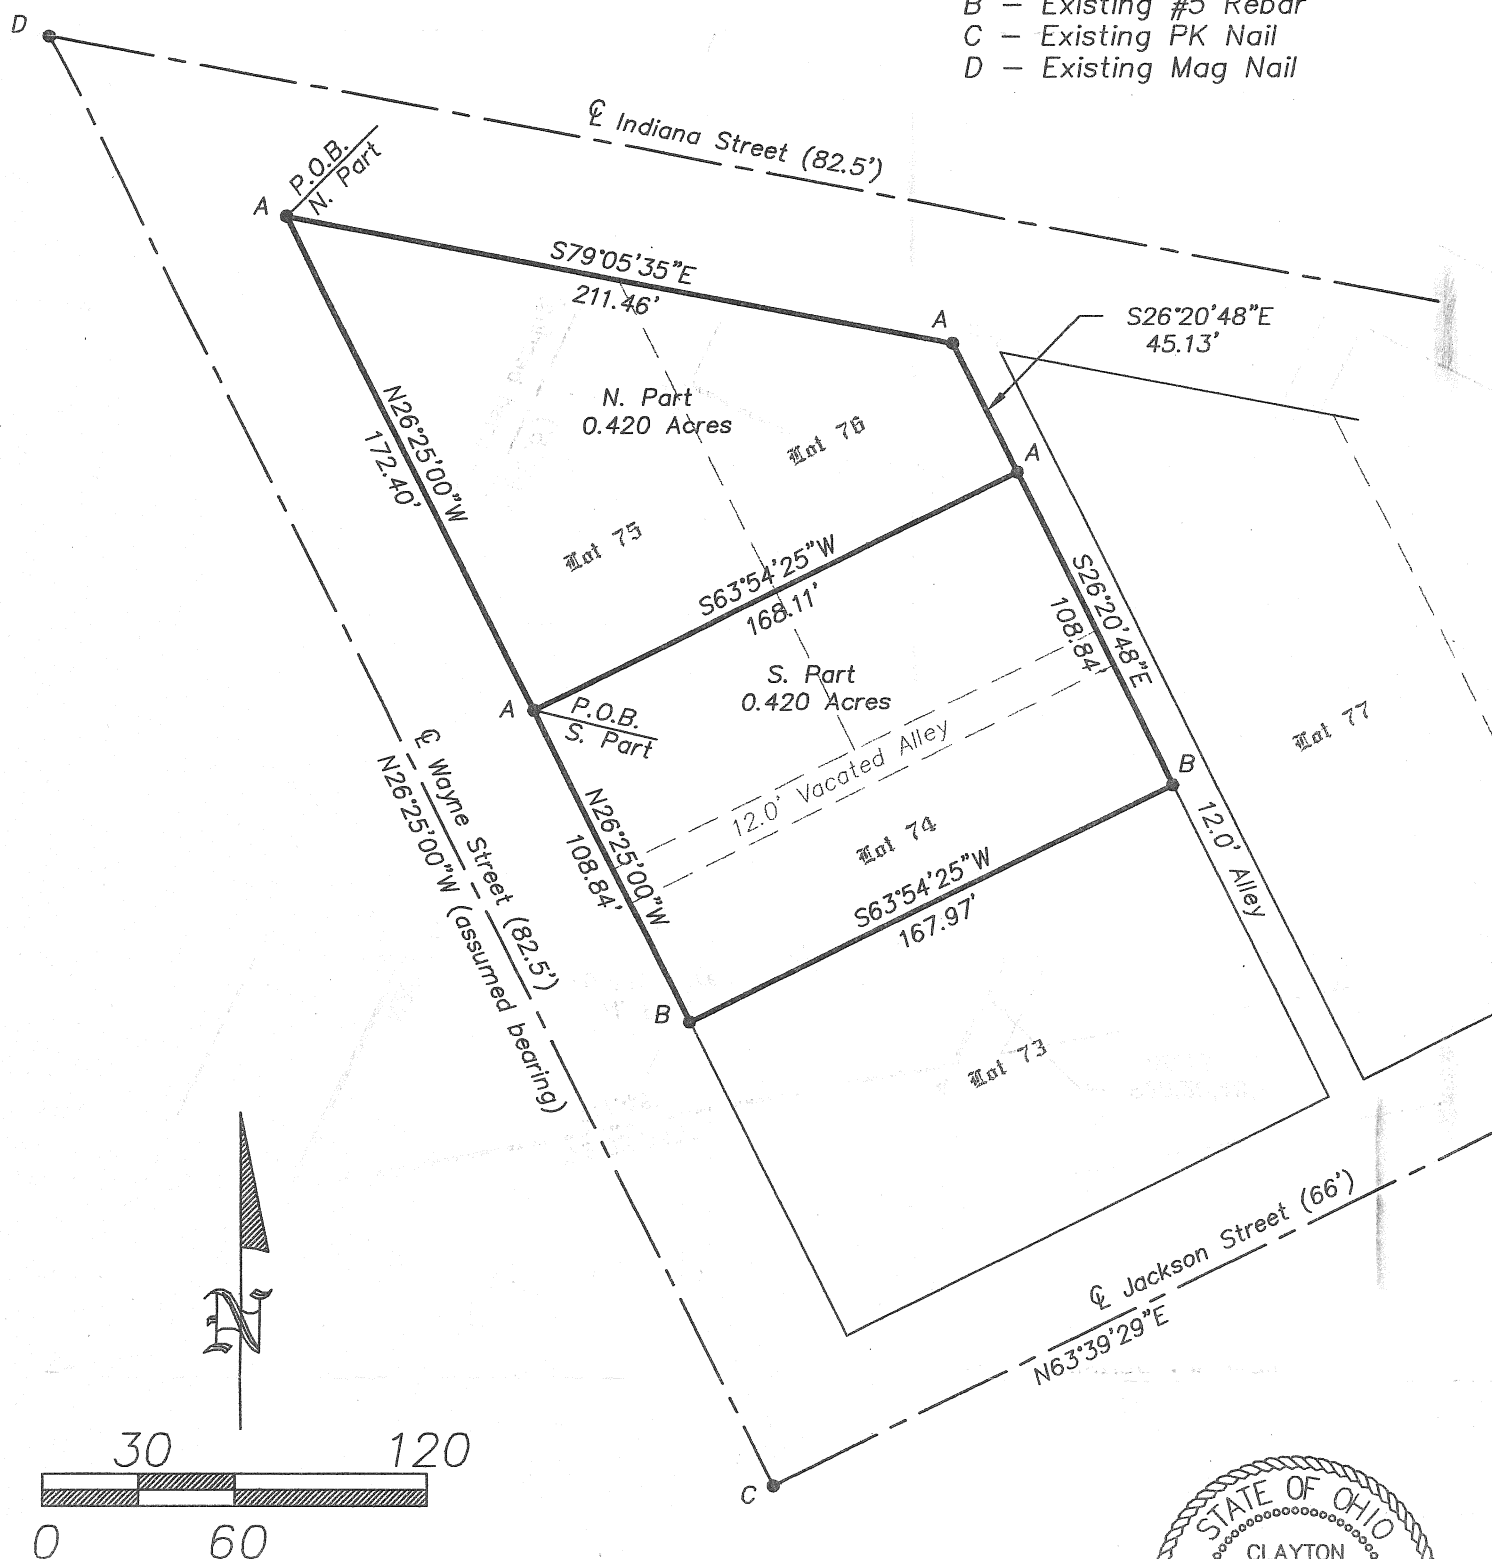 B – Existing #5 Rebar
C – Existing PK Nail
D – Existing Mag Nail
D
℄ Indiana Street (82.5')
P.O.B.
N. Part
A
S79°05'35"E
211.46'
A
S26°20'48"E
45.13'
N. Part
0.420 Acres
Lot 76
A
N26°25'00"W
172.40'
Lot 75
S63°54'25"W
168.11'
S26°20'48"E
108.84'
S. Part
0.420 Acres
A
P.O.B.
S. Part
Lot 77
12.0' Vacated Alley
B
℄ Wayne Street (82.5')
N26°25'00"W (assumed bearing)
N26°25'00"W
108.84'
Lot 74
12.0' Alley
S63°54'25"W
167.97'
B
Lot 73
℄ Jackson Street (66')
N63°39'29"E
N
30 120
0 60
C
STATE OF OHIO
CLAYTON